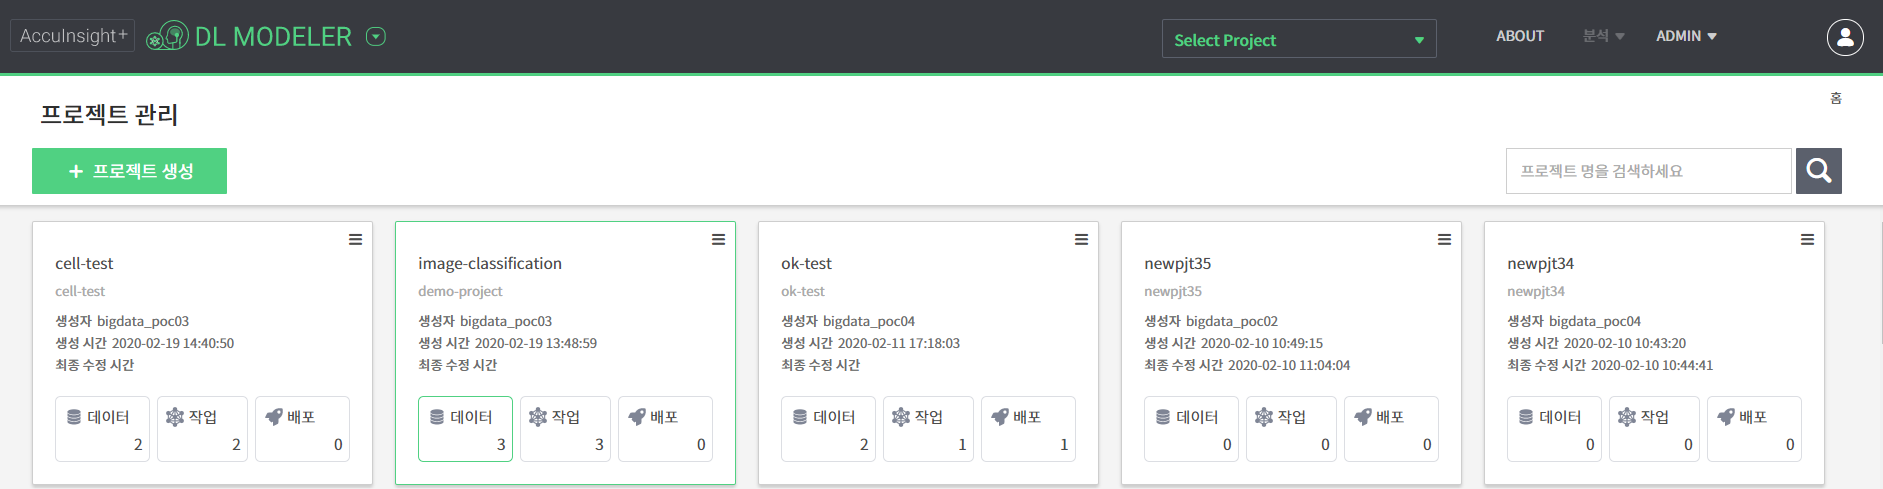 AccuInsight+ DL MODELER Select Project ABOUT 분석 ADMIN
홈
프로젝트 관리
+ 프로젝트 생성 프로젝트 명을 검색하세요
cell-test
cell-test
생성자 bigdata_poc03
생성 시간 2020-02-19 14:40:50
최종 수정 시간
데이터 2
작업 2
배포 0
image-classification
demo-project
생성자 bigdata_poc03
생성 시간 2020-02-19 13:48:59
최종 수정 시간
데이터 3
작업 3
배포 0
ok-test
ok-test
생성자 bigdata_poc04
생성 시간 2020-02-11 17:18:03
최종 수정 시간
데이터 2
작업 1
배포 1
newpjt35
newpjt35
생성자 bigdata_poc02
생성 시간 2020-02-10 10:49:15
최종 수정 시간 2020-02-10 11:04:04
데이터 0
작업 0
배포 0
newpjt34
newpjt34
생성자 bigdata_poc04
생성 시간 2020-02-10 10:43:20
최종 수정 시간 2020-02-10 10:44:41
데이터 0
작업 0
배포 0